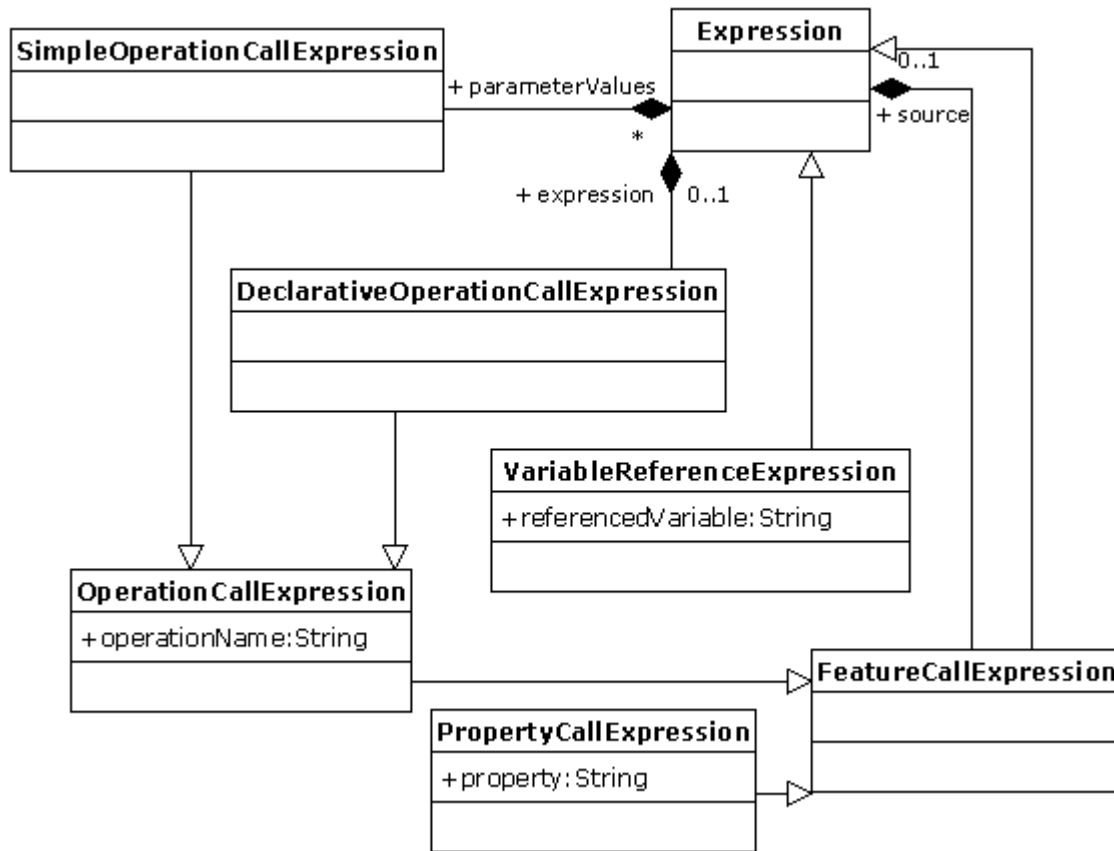 Expression
SimpleOperationCallExpression
0..1
+ parameterValues
+ source
*
+ expression
0..1
DeclarativeOperationCallExpression
VariableReferenceExpression
+referencedVariable:String
OperationCallExpression
+operationName:String
FeatureCallExpression
PropertyCallExpression
+property:String